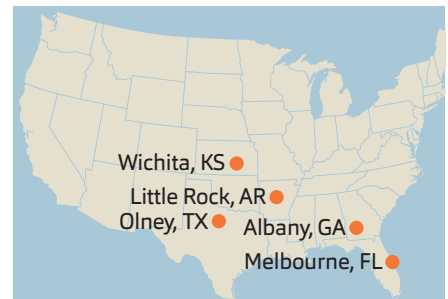 Wichita, KS
Little Rock, AR
Olney, TX
Albany, GA
Melbourne, FL